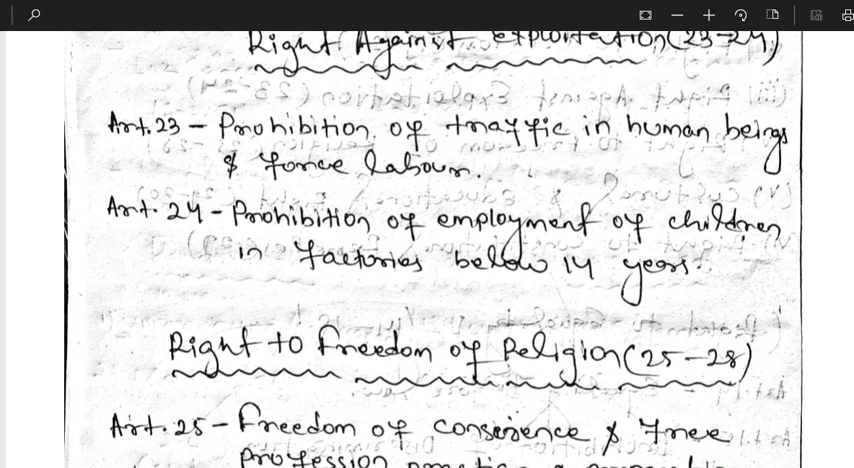 Right Against Exploitation (23-24)
Art. 23 - Prohibition of traffic in human beings
& force labour.
Art. 24 - Prohibition of employment of children
in factories below 14 years.
Right to Freedom of Religion (25-28)
Art. 25 - Freedom of conscience & Free
profession